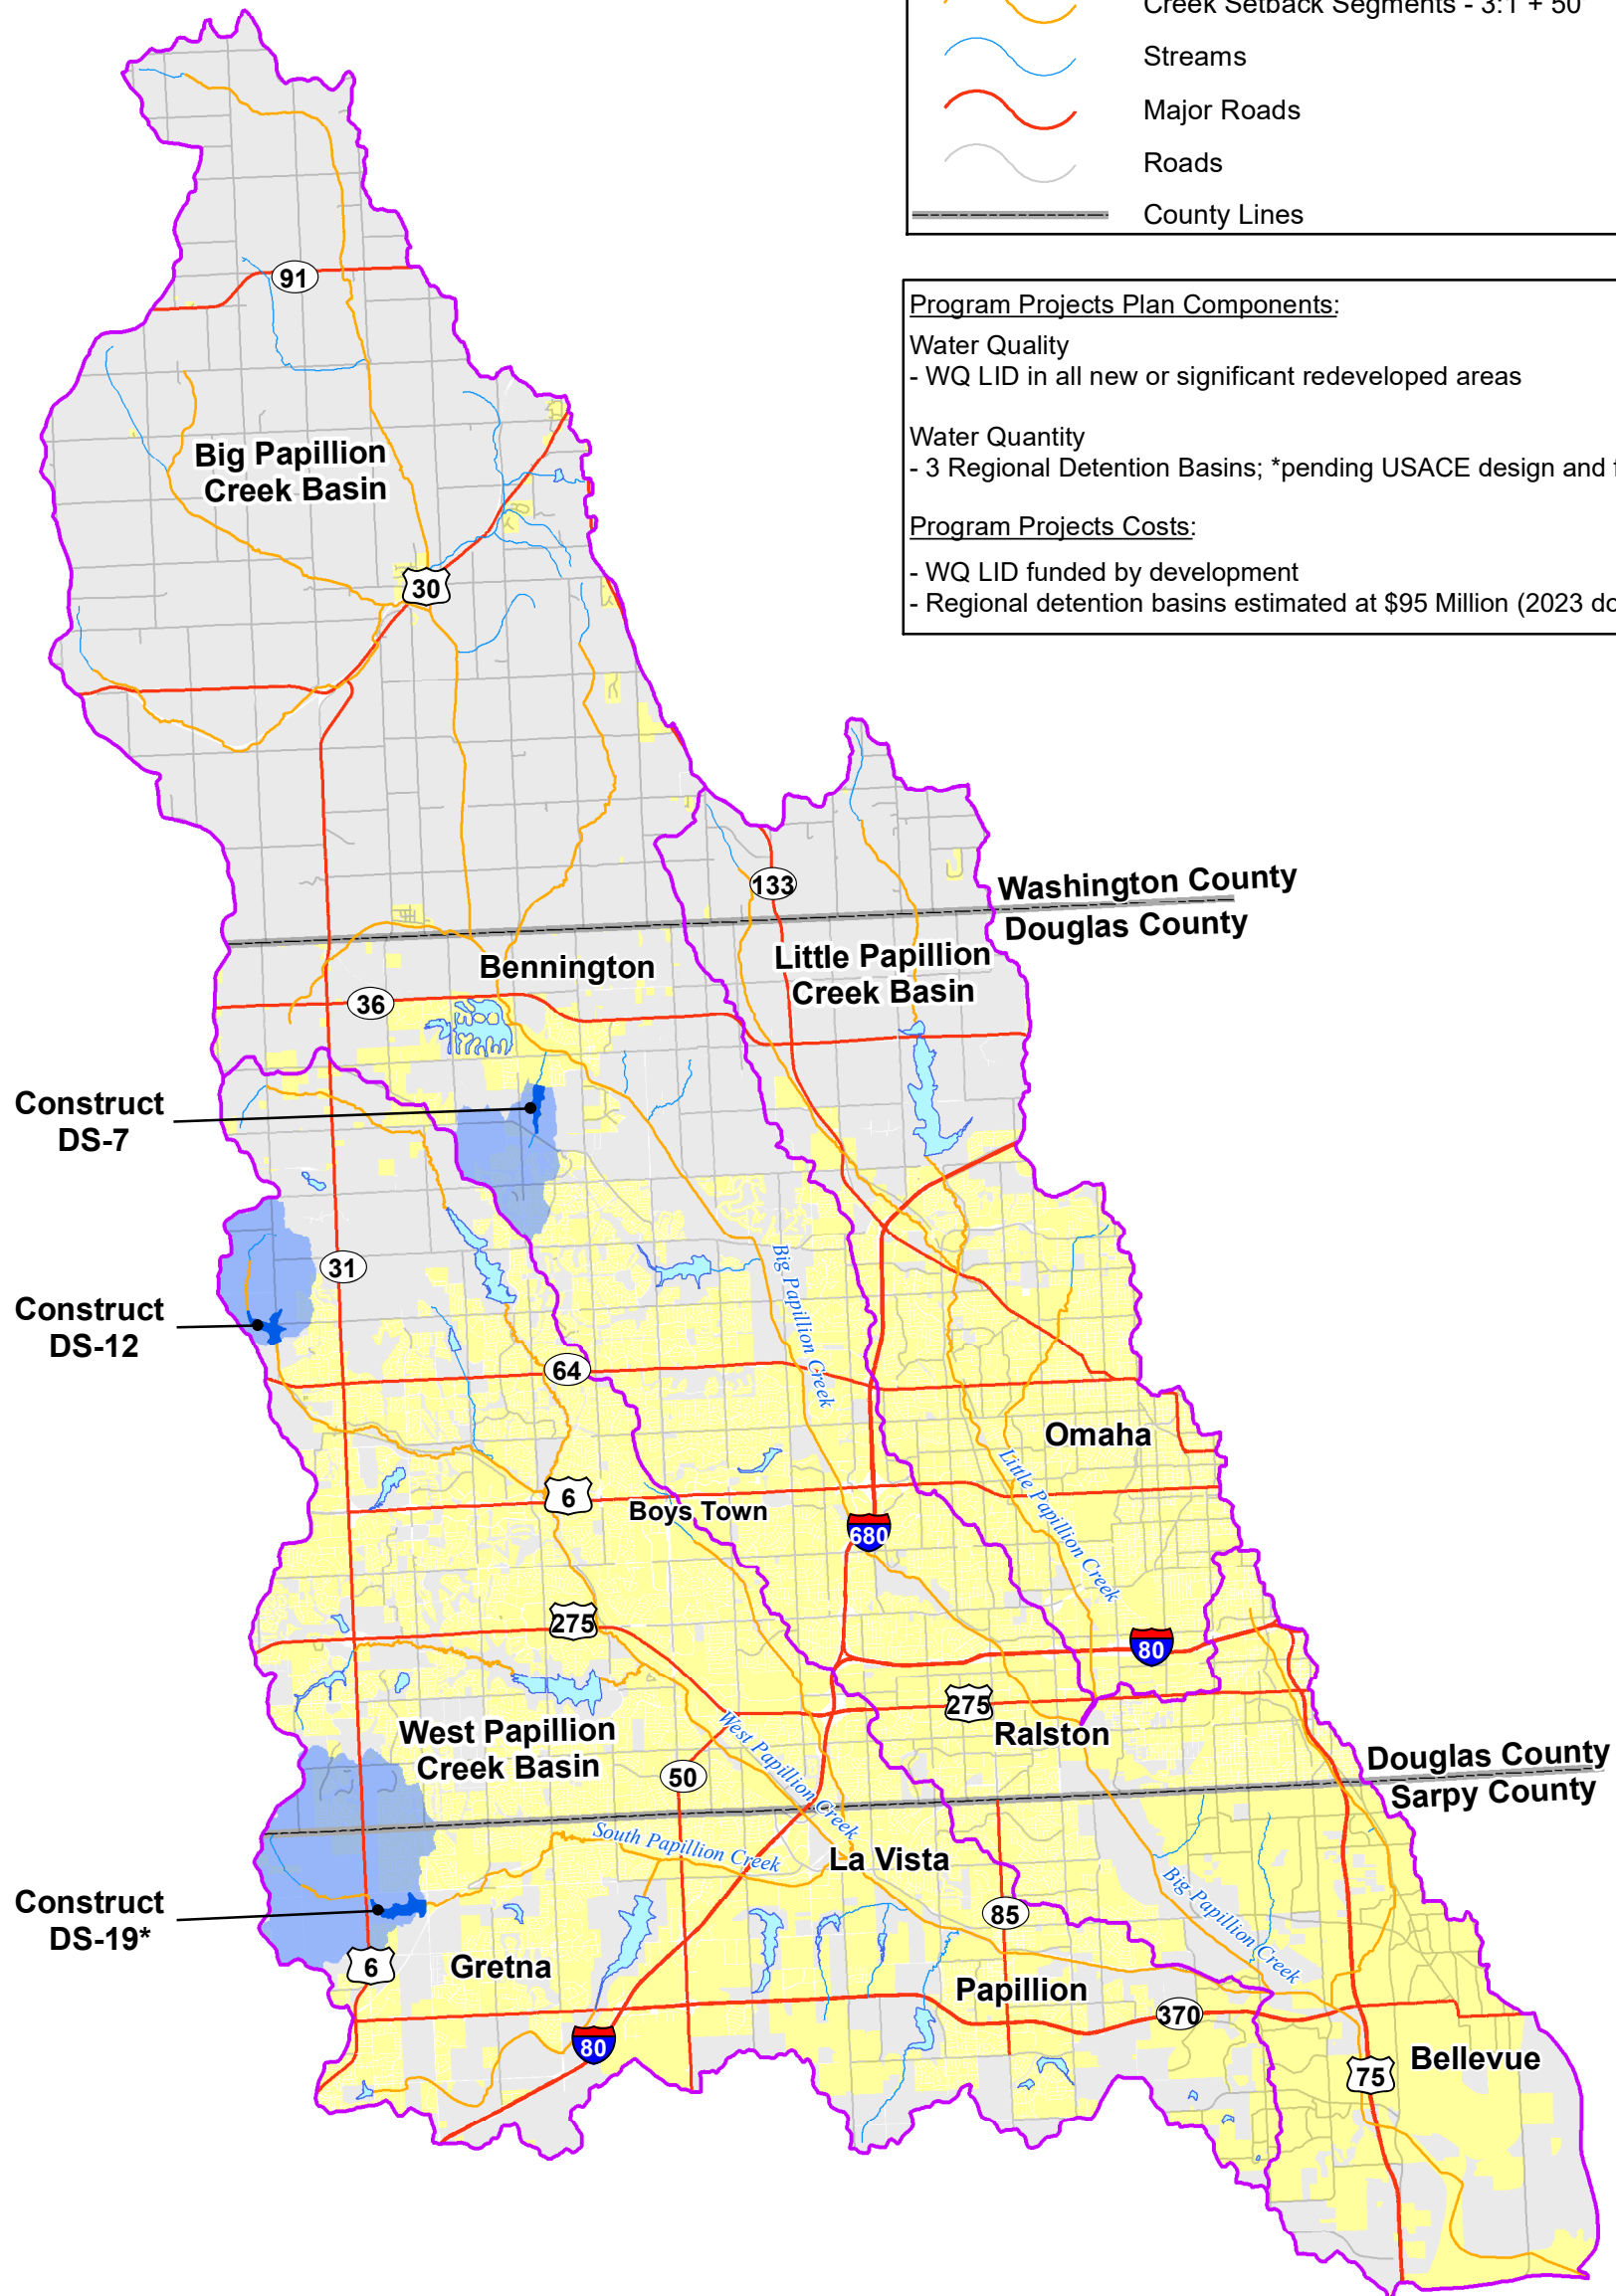 Creek Setback Segments - 3:1 + 50'
Streams
Major Roads
Roads
County Lines
Program Projects Plan Components:
Water Quality
- WQ LID in all new or significant redeveloped areas
Water Quantity
- 3 Regional Detention Basins; *pending USACE design and
Program Projects Costs:
- WQ LID funded by development
- Regional detention basins estimated at $95 Million (2023
91
Big Papillion
Creek Basin
30
133
Washington County
Douglas County
Little Papillion
Creek Basin
Bennington
36
Construct
DS-7
31
Construct
DS-12
Big Papillion Creek
64
Omaha
Little Papillion Creek
6
Boys Town
680
275
80
275
Ralston
West Papillion
Creek Basin
West Papillion Creek
50
Douglas County
Sarpy County
South Papillion Creek
La Vista
Construct
DS-19*
85
Big Papillion Creek
6
Gretna
Papillion
370
80
75
Bellevue